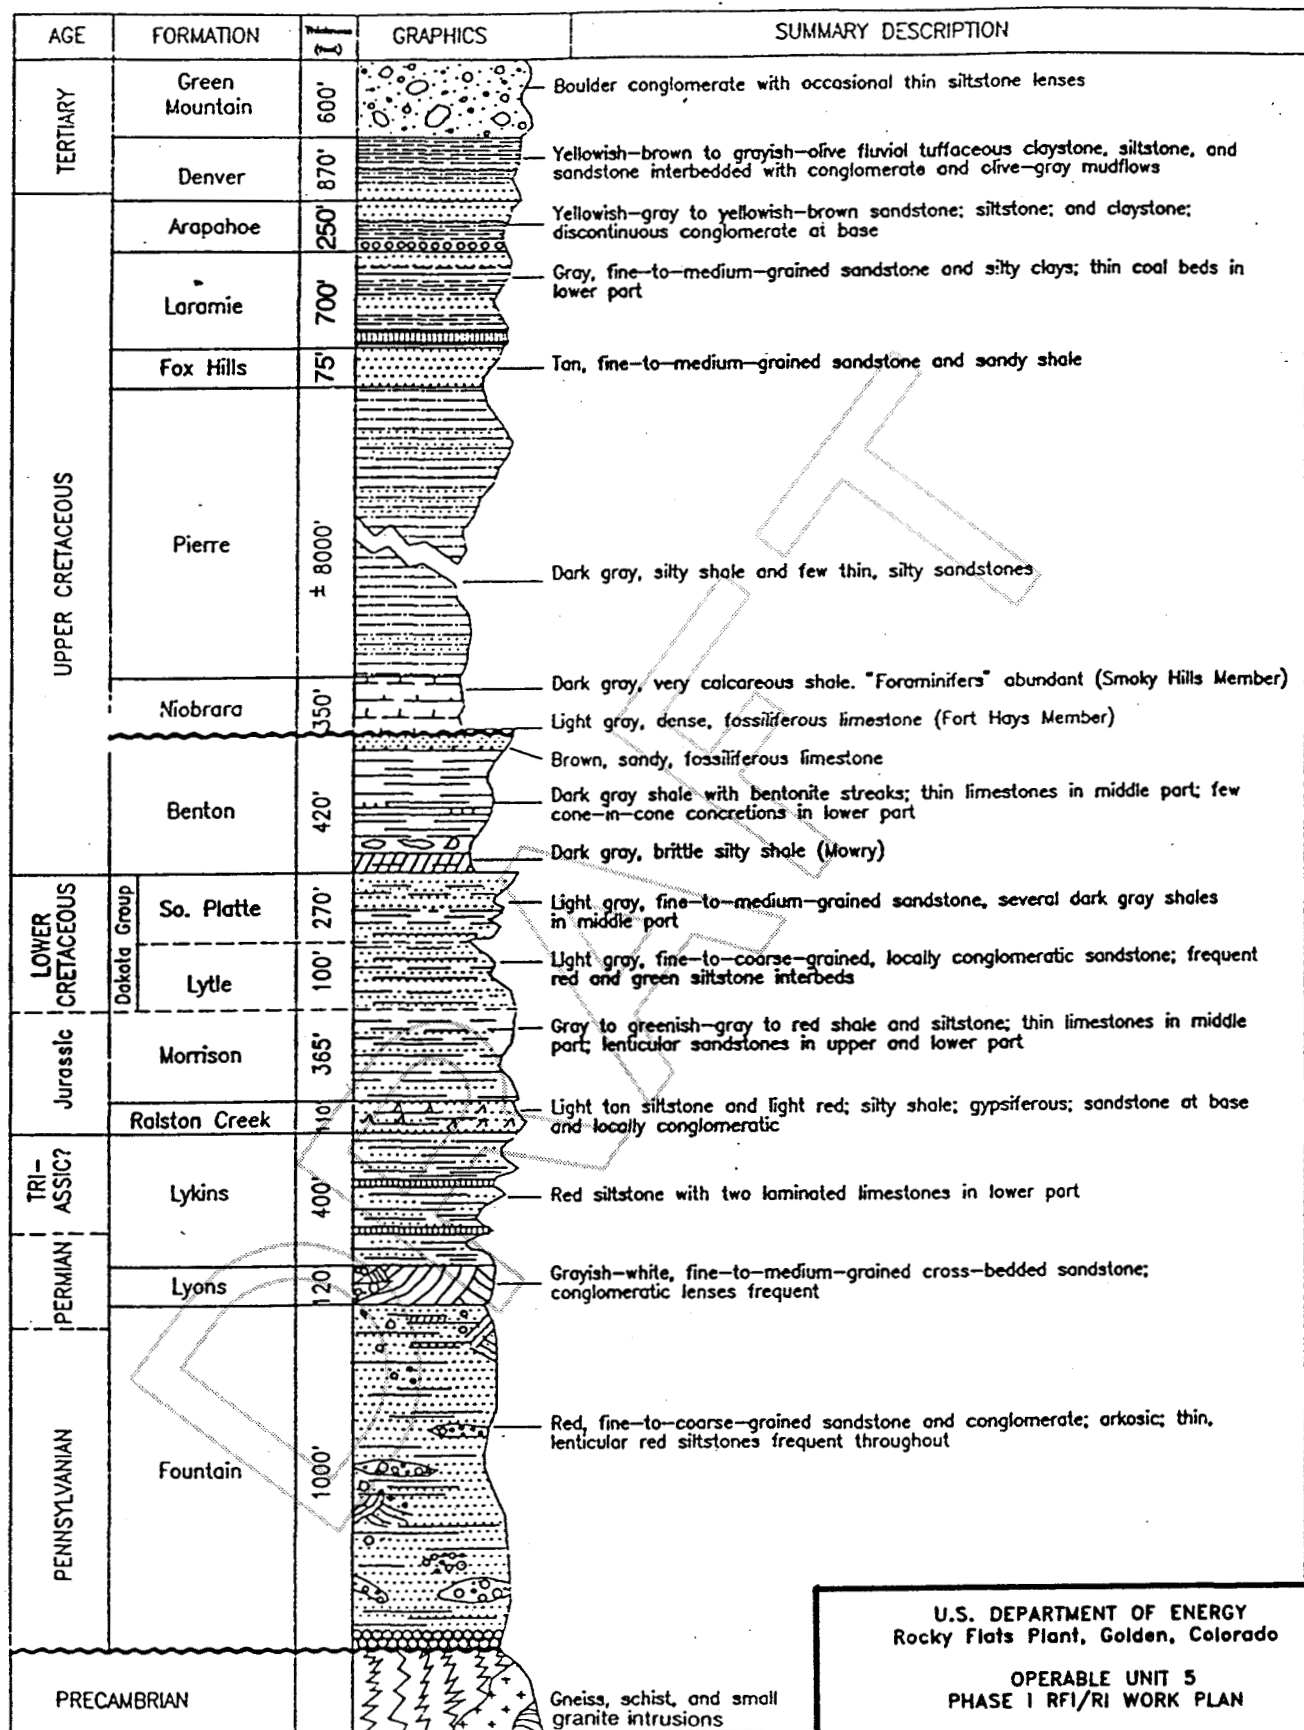 AGE FORMATION Thickness GRAPHICS SUMMARY DESCRIPTION
TERTIARY
Green
Mountain
600'
Boulder conglomerate with occasional thin siltstone lenses
Denver
870'
Yellowish-brown to grayish-olive fluvial tuffaceous claystone, siltstone, and
sandstone interbedded with conglomerate and olive-gray mudflows
UPPER CRETACEOUS
Arapahoe
250'
Yellowish-gray to yellowish-brown sandstone; siltstone; and claystone;
discontinuous conglomerate at base
Laramie
700'
Gray, fine-to-medium-grained sandstone and silty clays; thin coal beds in
lower part
Fox Hills
75'
Tan, fine-to-medium-grained sandstone and sandy shale
Pierre
± 8000'
Dark gray, silty shale and few thin, silty sandstones
Niobrara
350'
Dark gray, very calcareous shale. "Foraminifers" abundant (Smoky Hills Member)
Light gray, dense, fossiliferous limestone (Fort Hays Member)
Benton
420'
Brown, sandy, fossiliferous limestone
Dark gray shale with bentonite streaks; thin limestones in middle part; few
cone-in-cone concretions in lower part
Dark gray, brittle silty shale (Mowry)
LOWER
CRETACEOUS
Dakota Group
So. Platte
270'
Light gray, fine-to-medium-grained sandstone, several dark gray shales
in middle part
Lytle
100'
Light gray, fine-to-coarse-grained, locally conglomeratic sandstone; frequent
red and green siltstone interbeds
Jurassic
Morrison
365'
Gray to greenish-gray to red shale and siltstone; thin limestones in middle
part; lenticular sandstones in upper and lower part
Ralston Creek
110'
Light tan siltstone and light red; silty shale; gypsiferous; sandstone at base
and locally conglomeratic
TRI-
ASSIC?
Lykins
400'
Red siltstone with two laminated limestones in lower part
PERMIAN
Lyons
120'
Grayish-white, fine-to-medium-grained cross-bedded sandstone;
conglomeratic lenses frequent
PENNSYLVANIAN
Fountain
1000'
Red, fine-to-coarse-grained sandstone and conglomerate; arkosic; thin,
lenticular red siltstones frequent throughout
PRECAMBRIAN
Gneiss, schist, and small
granite intrusions
DRAFT
U.S. DEPARTMENT OF ENERGY
Rocky Flats Plant, Golden, Colorado
OPERABLE UNIT 5
PHASE I RFI/RI WORK PLAN